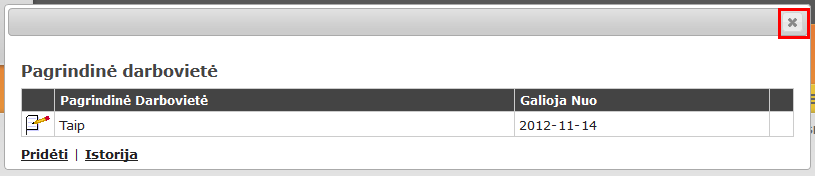 Pagrindinė darbovietė
Pagrindinė Darbovietė Galioja Nuo
Taip 2012-11-14
Pridėti | Istorija